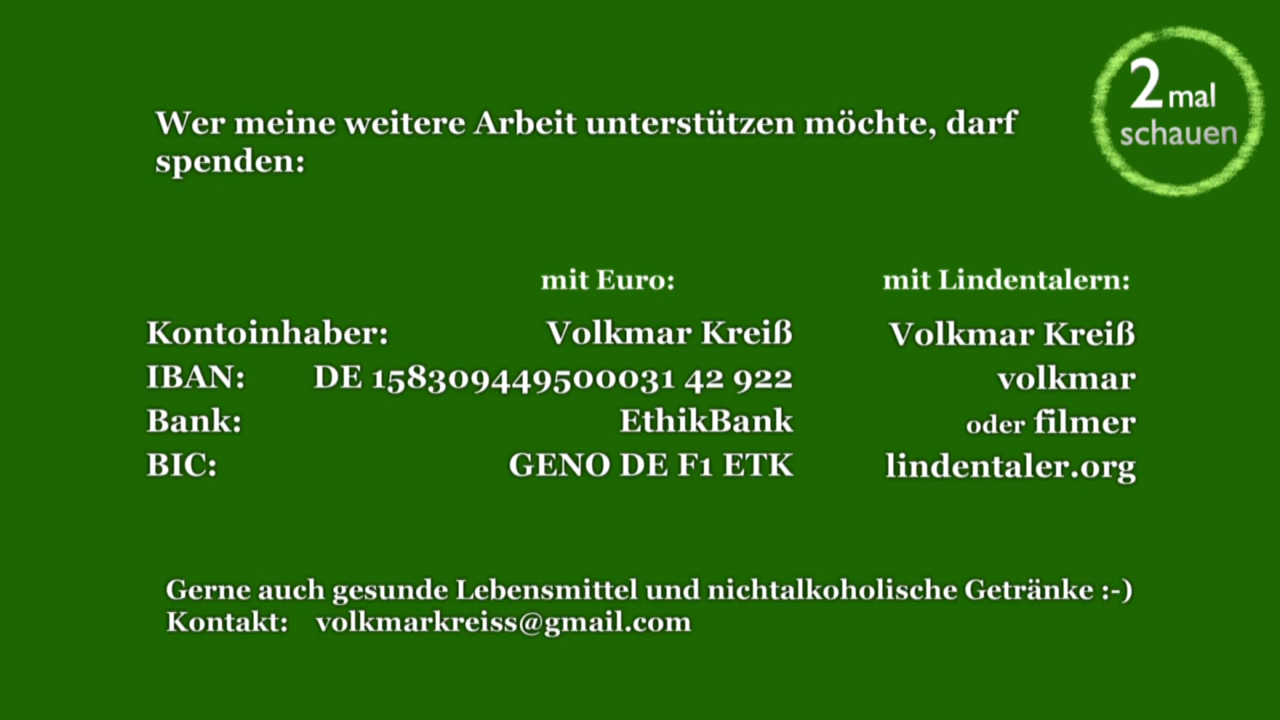 2 mal
schauen
Wer meine weitere Arbeit unterstützen möchte, darf
spenden:
mit Euro: mit Lindentalern:
Kontoinhaber: Volkmar Kreiß Volkmar Kreiß
IBAN: DE 158309449500031 42 922 volkmar
Bank: EthikBank oder filmer
BIC: GENO DE F1 ETK lindentaler.org
Gerne auch gesunde Lebensmittel und nichtalkoholische Getränke :-)
Kontakt: volkmarkreiss@gmail.com